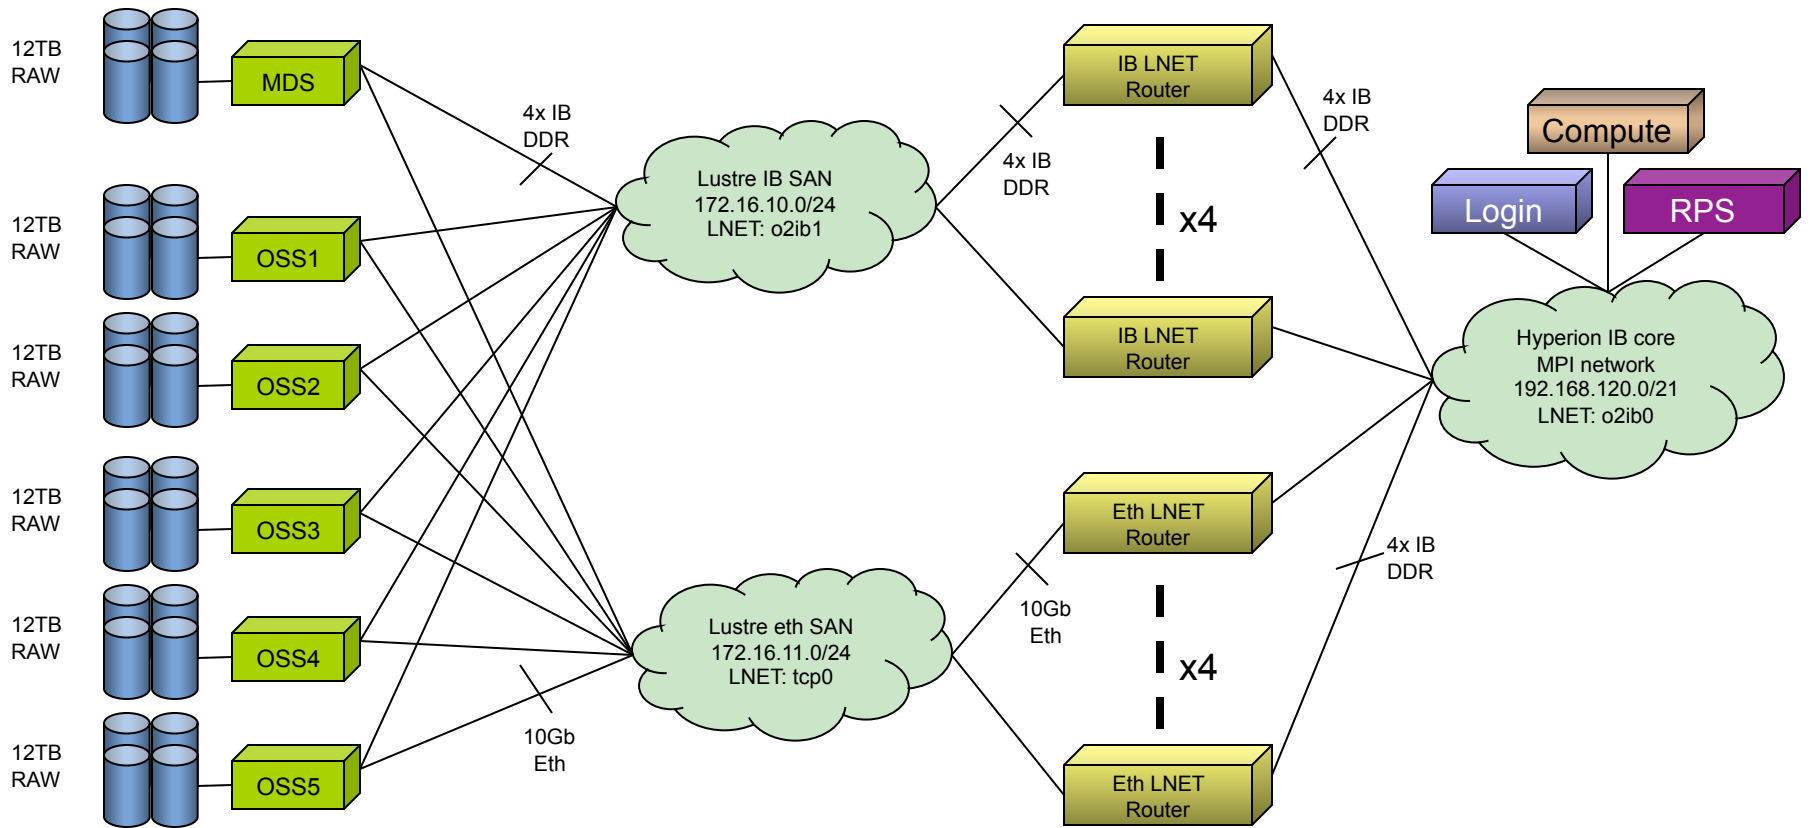 12TB
RAW
MDS
12TB
RAW
OSS1
12TB
RAW
OSS2
12TB
RAW
OSS3
12TB
RAW
OSS4
12TB
RAW
OSS5
4x IB
DDR
10Gb
Eth
Lustre IB SAN
172.16.10.0/24
LNET: o2ib1
Lustre eth SAN
172.16.11.0/24
LNET: tcp0
4x IB
DDR
10Gb
Eth
IB LNET
Router
x4
IB LNET
Router
Eth LNET
Router
x4
Eth LNET
Router
4x IB
DDR
4x IB
DDR
Compute
Login
RPS
Hyperion IB core
MPI network
192.168.120.0/21
LNET: o2ib0